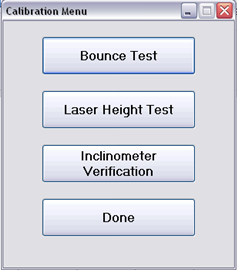 Calibration Menu
Bounce Test
Laser Height Test
Inclinometer
Verification
Done